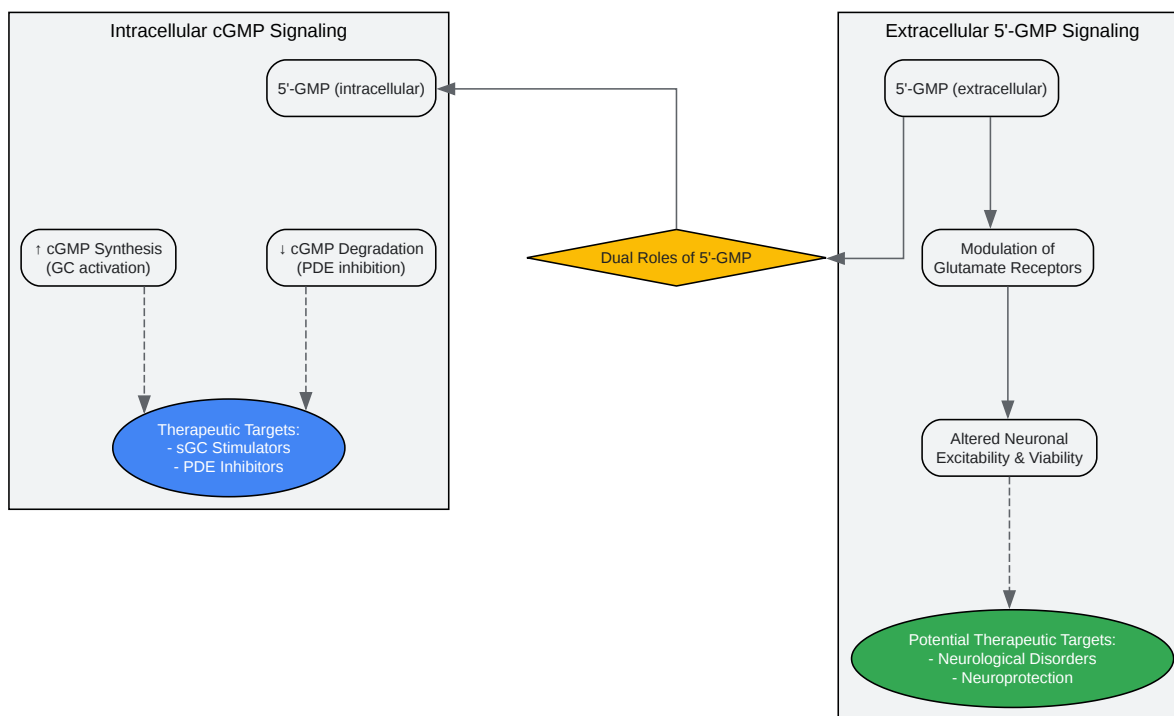 Intracellular cGMP Signaling
5'-GMP (intracellular)
↑ cGMP Synthesis
(GC activation)
↓ cGMP Degradation
(PDE inhibition)
Therapeutic Targets:
- sGC Stimulators
- PDE Inhibitors
Dual Roles of 5'-GMP
Extracellular 5'-GMP Signaling
5'-GMP (extracellular)
Modulation of
Glutamate Receptors
Altered Neuronal
Excitability & Viability
Potential Therapeutic Targets:
- Neurological Disorders
- Neuroprotection